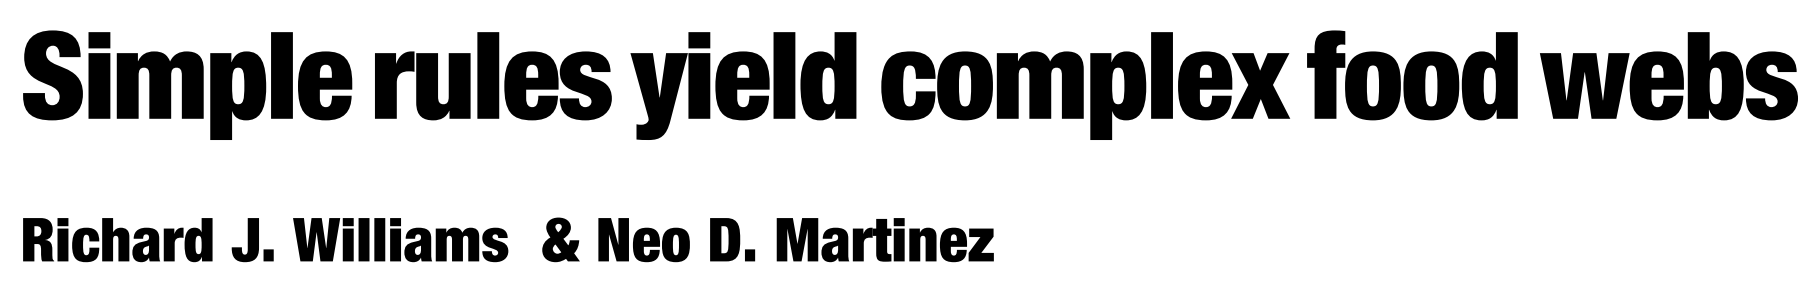 Simple rules yield complex food webs
Richard J. Williams & Neo D. Martinez